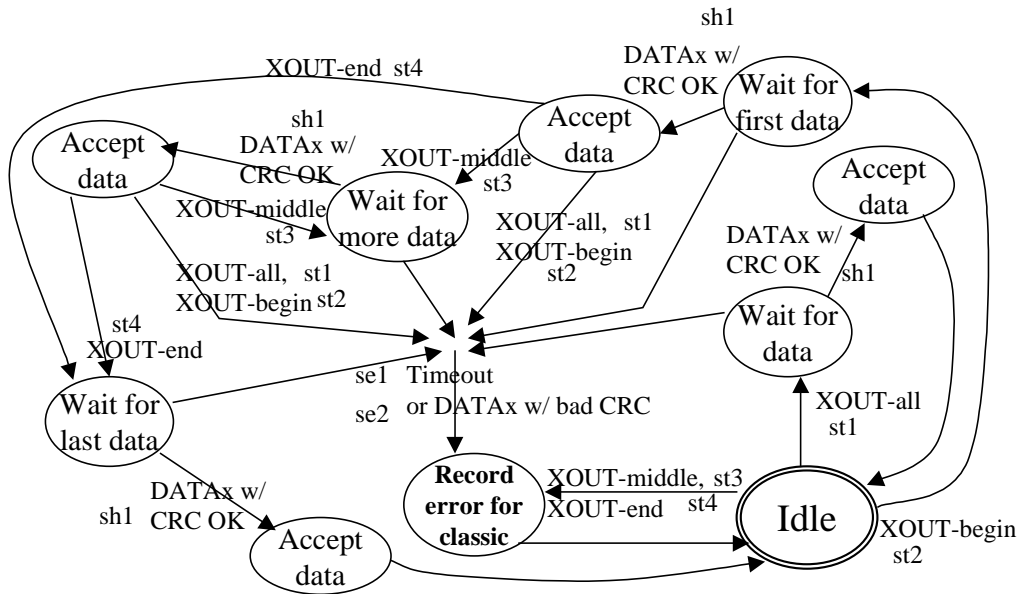 sh1
DATAx w/
CRC OK
XOUT-end st4
Wait for
first data
Accept
data
sh1
DATAx w/
CRC OK
Accept
data
XOUT-middle
st3
Wait for
more data
Accept
data
XOUT-middle
st3
XOUT-all, st1
XOUT-begin
st2
DATAx w/
CRC OK
sh1
XOUT-all, st1
XOUT-begin st2
Wait for
data
st4
XOUT-end
se1 Timeout
se2 or DATAx w/ bad CRC
Wait for
last data
XOUT-all
st1
Record
error for
classic
XOUT-middle, st3
XOUT-end st4
Idle
XOUT-begin
st2
DATAx w/
CRC OK
sh1
Accept
data